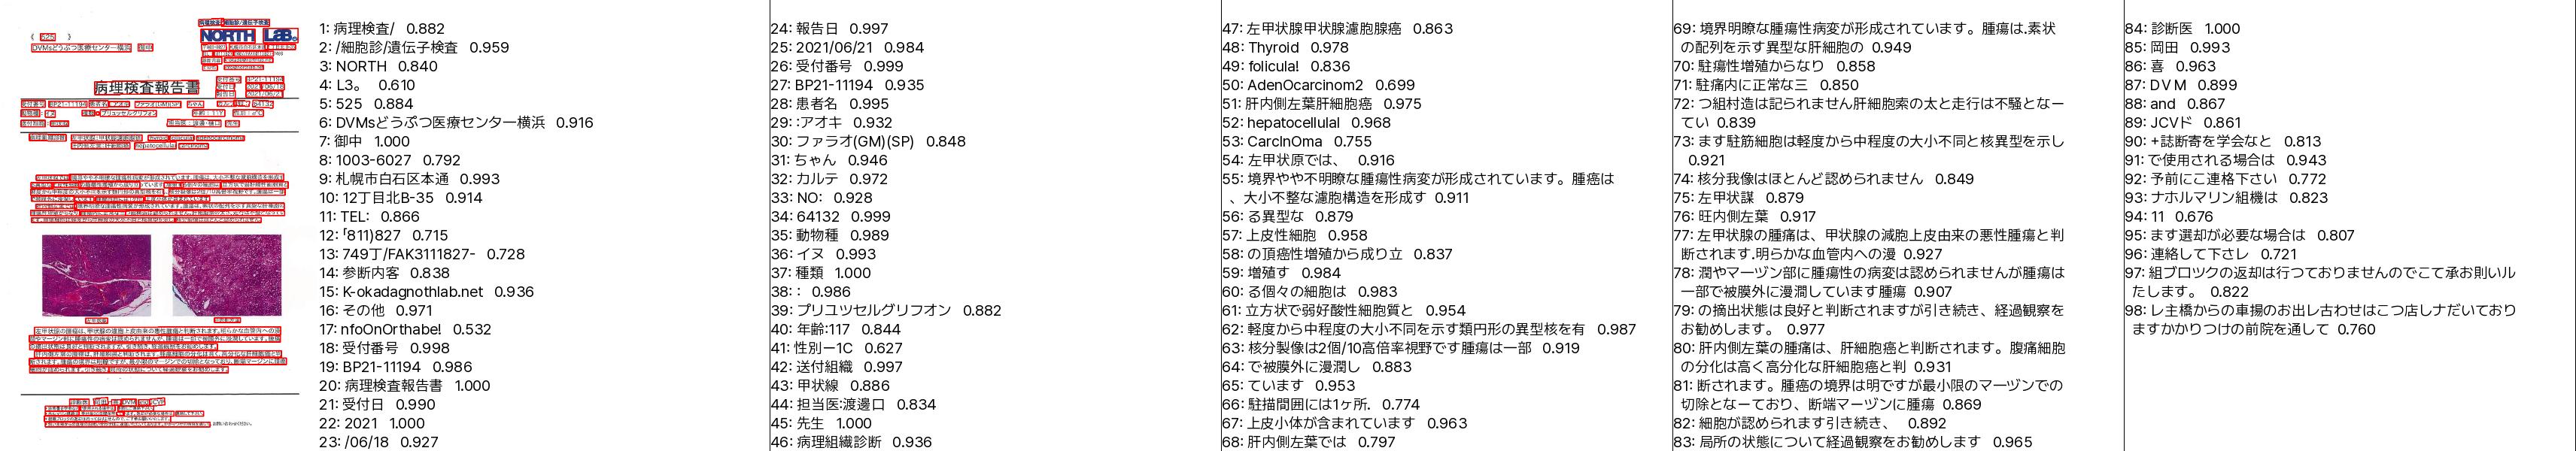 病理検査報告書
1: 病理検査/ 0.882
2: /細胞診/遺伝子検査 0.959
3: NORTH 0.840
4: L3。 0.610
5: 525 0.884
6: DVMsどうぶつ医療センター横浜 0.916
7: 御中 1.000
8: 1003-6027 0.792
9: 札幌市白石区本通 0.993
10: 12丁目北B-35 0.914
11: TEL: 0.866
12: 「811)827 0.715
13: 749丁/FAK3111827- 0.728
14: 参断内客 0.838
15: K-okadagnothlab.net 0.936
16: その他 0.971
17: nfoOnOrthabe! 0.532
18: 受付番号 0.998
19: BP21-11194 0.986
20: 病理検査報告書 1.000
21: 受付日 0.990
22: 2021 1.000
23: /06/18 0.927
24: 報告日 0.997
25: 2021/06/21 0.984
26: 受付番号 0.999
27: BP21-11194 0.935
28: 患者名 0.995
29: :アオキ 0.932
30: ファラオ(GM)(SP) 0.848
31: ちゃん 0.946
32: カルテ 0.972
33: NO: 0.928
34: 64132 0.999
35: 動物種 0.989
36: イヌ 0.993
37: 種類 1.000
38: : 0.986
39: プリユツセルグリフオン 0.882
40: 年齢:117 0.844
41: 性別ー1C 0.627
42: 送付組織 0.997
43: 甲状線 0.886
44: 担当医:渡邊口 0.834
45: 先生 1.000
46: 病理組繊診断 0.936
47: 左甲状腺甲状腺濾胞腺癌 0.863
48: Thyroid 0.978
49: folicula! 0.836
50: AdenOcarcinom2 0.699
51: 肝内側左葉肝細胞癌 0.975
52: hepatocellulal 0.968
53: CarcInOma 0.755
54: 左甲状原では、 0.916
55: 境界やや不明瞭な腫瘍性病変が形成されています。腫癌は
、大小不整な濾胞構造を形成す 0.911
56: る異型な 0.879
57: 上皮性細胞 0.958
58: の頂癌性増殖から成り立 0.837
59: 増殖す 0.984
60: る個々の細胞は 0.983
61: 立方状で弱好酸性細胞質と 0.954
62: 軽度から中程度の大小不同を示す類円形の異型核を有 0.987
63: 核分製像は2個/10高倍率視野です腫瘍は一部 0.919
64: で被膜外に漫潤し 0.883
65: ています 0.953
66: 駐描間囲には1ヶ所. 0.774
67: 上皮小体が含まれています 0.963
68: 肝内側左葉では 0.797
69: 境界明瞭な腫瘍性病変が形成されています。腫瘍は.素状
の配列を示す異型な肝細胞の 0.949
70: 駐傷性増殖からなり 0.858
71: 駐痛内に正常な三 0.850
72: つ組村造は記られません肝細胞索の太と走行は不騒となー
てい 0.839
73: ます駐筋細胞は軽度から中程度の大小不同と核異型を示し
0.921
74: 核分我像はほとんど認められません 0.849
75: 左甲状謀 0.879
76: 旺内側左葉 0.917
77: 左甲状腺の腫痛は、甲状腺の減胞上皮由来の悪性腫瘍と判
断されます.明らかな血管内への漫 0.927
78: 潤やマージン部に腫瘍性の病変は認められませんが腫瘍は
一部で被膜外に漫潤しています腫瘍 0.907
79: の摘出状態は良好と判断されますが引き続き、経過観察を
お勧めします。 0.977
80: 肝内側左葉の腫痛は、肝細胞癌と判断されます。腹痛細胞
の分化は高く高分化な肝細胞癌と判 0.931
81: 断されます。腫癌の境界は明ですが最小限のマージンでの
切除となーており、断端マージンに腫瘍 0.869
82: 細胞が認められます引き続き、 0.892
83: 局所の状態について経過観察をお勧めします 0.965
84: 診断医 1.000
85: 岡田 0.993
86: 喜 0.963
87: DVM 0.899
88: and 0.867
89: JCVド 0.861
90: +誌断寄を学会なと 0.813
91: で使用される場合は 0.943
92: 予前にこ連格下さい 0.772
93: ナホルマリン組機は 0.823
94: 11 0.676
95: ます選却が必要な場合は 0.807
96: 連絡して下さレ 0.721
97: 組ブロツクの返却は行つておりませんのでこて承お則いル
たします。 0.822
98: レ主橋からの車揚のお出し古わせはこつ店しナだいており
ますかかりつけの前院を通して 0.760